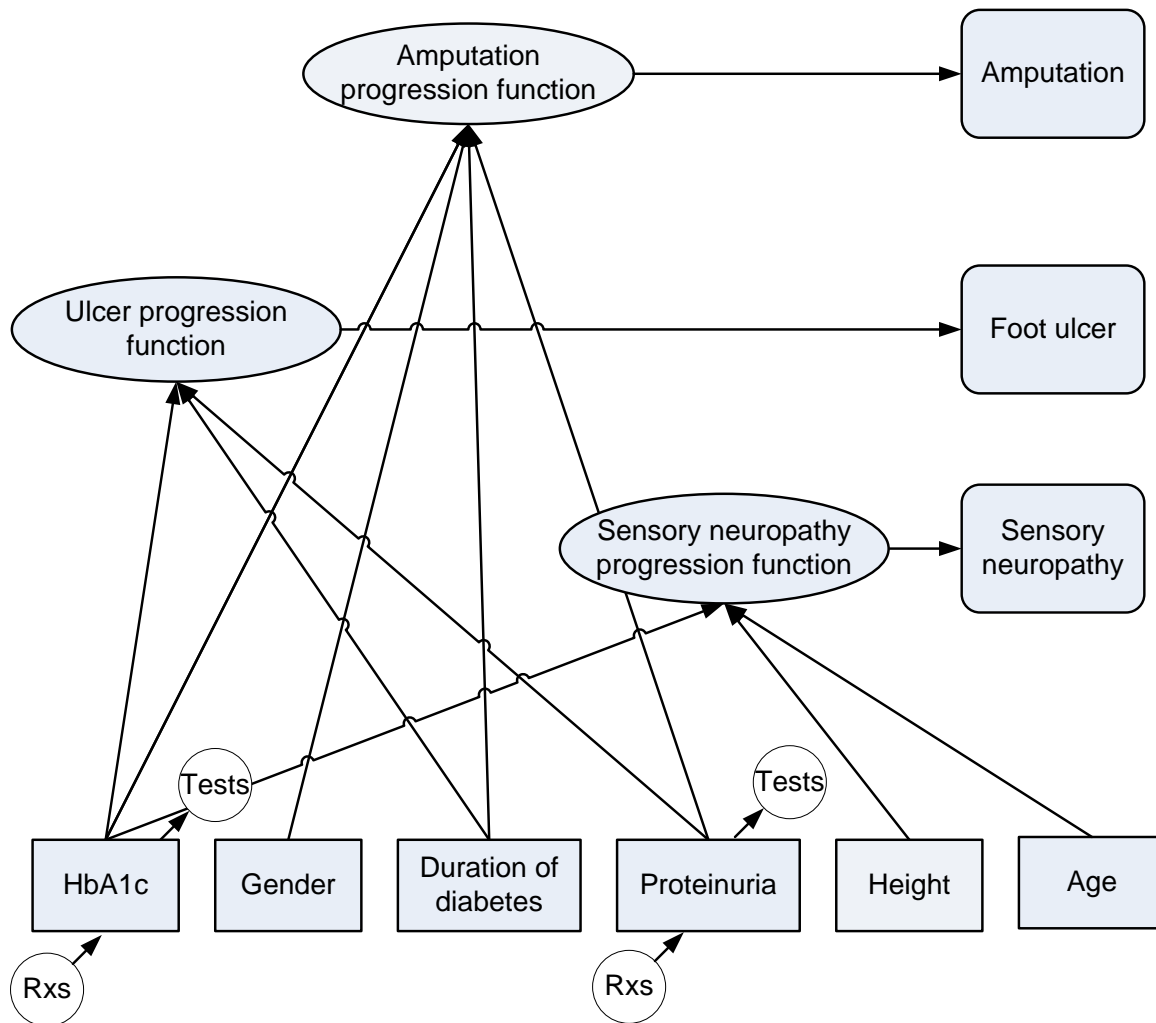 Amputation
progression function
Amputation
Ulcer progression
function
Foot ulcer
Sensory neuropathy
progression function
Sensory
neuropathy
Tests
Tests
HbA1c
Gender
Duration of
diabetes
Proteinuria
Height
Age
Rxs
Rxs